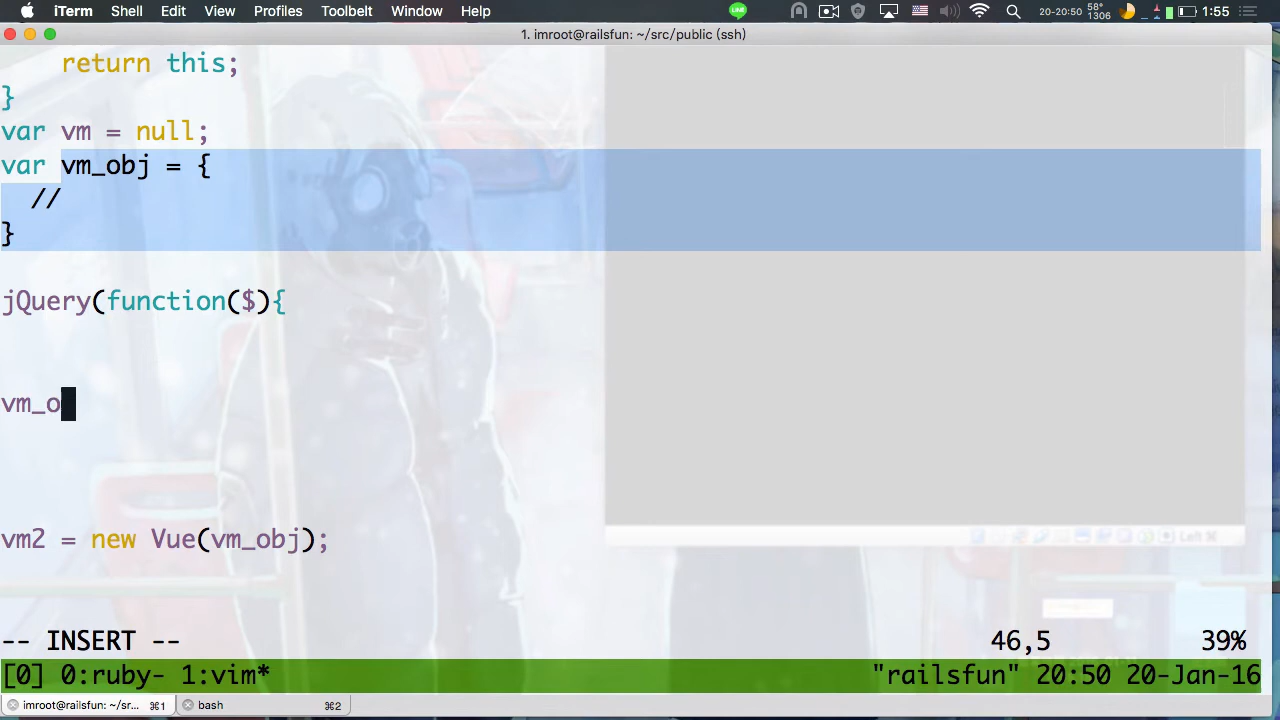 iTerm Shell Edit View Profiles Toolbelt Window Help 20-20:50 58° 1306 1:55
1. imroot@railsfun: ~/src/public (ssh)
return this;
}
var vm = null;
var vm_obj = {
//
}
jQuery(function($){
vm_o
vm2 = new Vue(vm_obj);
Left ⌘
-- INSERT -- 46,5 39%
[0] 0:ruby- 1:vim* "railsfun" 20:50 20-Jan-16
imroot@railsfun: ~/sr... ⌘1 bash ⌘2